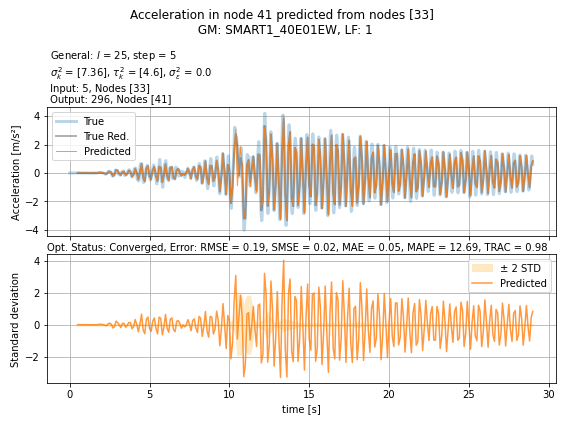 Acceleration in node 41 predicted from nodes [33]
GM: SMART1_40E01EW, LF: 1
General: l = 25, step = 5
σ²ₖ = [7.36], τ²ₖ = [4.6], σ²ε = 0.0
Input: 5, Nodes [33]
Output: 296, Nodes [41]
True
True Red.
Predicted
Acceleration [m/s²]
4
2
0
−2
−4
Opt. Status: Converged, Error: RMSE = 0.19, SMSE = 0.02, MAE = 0.05, MAPE = 12.69, TRAC = 0.98
± 2 STD
Predicted
Standard deviation
4
2
0
−2
0 5 10 15 20 25 30
time [s]